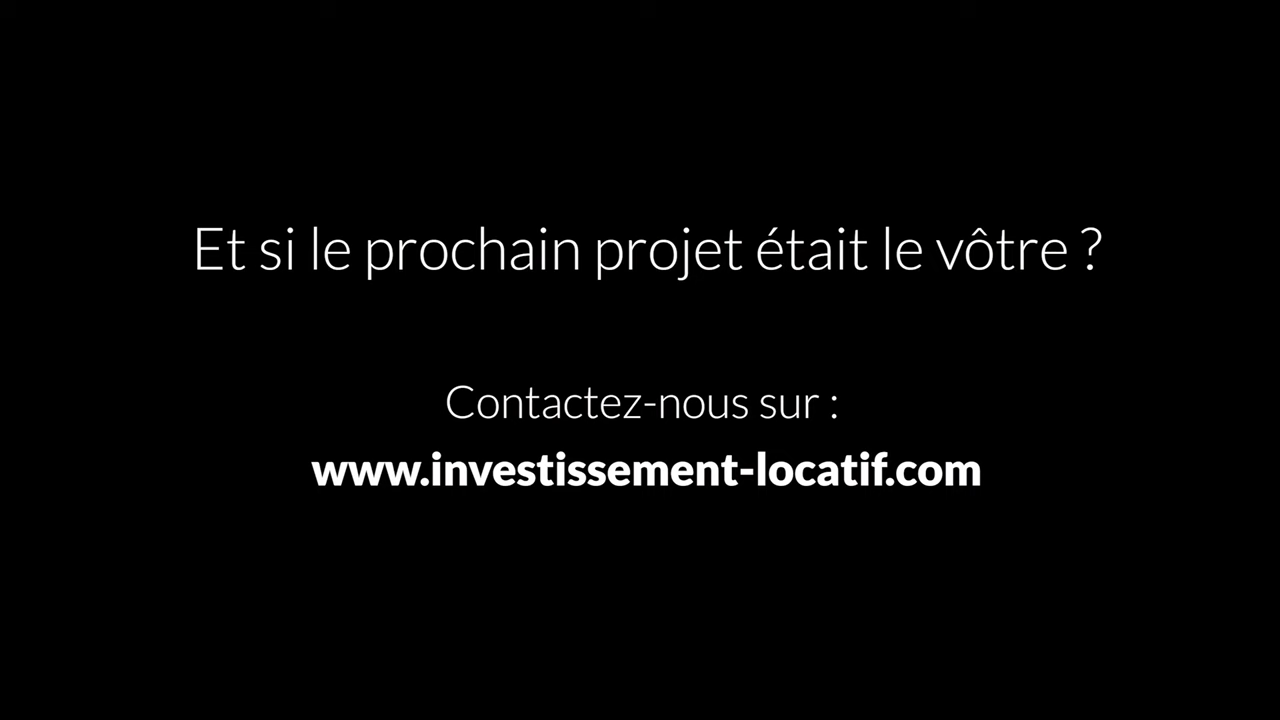 Et si le prochain projet était le vôtre ?
Contactez-nous sur :
www.investissement-locatif.com